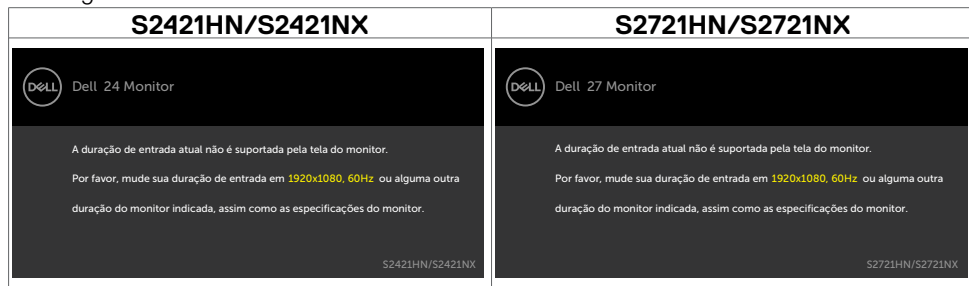 S2421HN/S2421NX
S2721HN/S2721NX
DELL
Dell 24 Monitor
A duração de entrada atual não é suportada pela tela do monitor.
Por favor, mude sua duração de entrada em 1920x1080, 60Hz ou alguma outra
duração do monitor indicada, assim como as especificações do monitor.
S2421HN/S2421NX
DELL
Dell 27 Monitor
A duração de entrada atual não é suportada pela tela do monitor.
Por favor, mude sua duração de entrada em 1920x1080, 60Hz ou alguma outra
duração do monitor indicada, assim como as especificações do monitor.
S2721HN/S2721NX